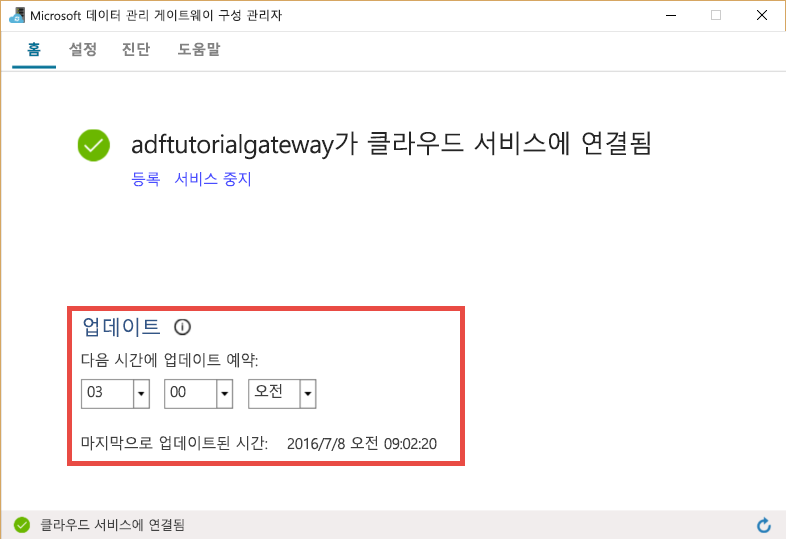 Microsoft 데이터 관리 게이트웨이 구성 관리자
홈 설정 진단 도움말
adftutorialgateway가 클라우드 서비스에 연결됨
등록 서비스 중지
업데이트
다음 시간에 업데이트 예약:
03 00 오전
마지막으로 업데이트된 시간: 2016/7/8 오전 09:02:20
클라우드 서비스에 연결됨